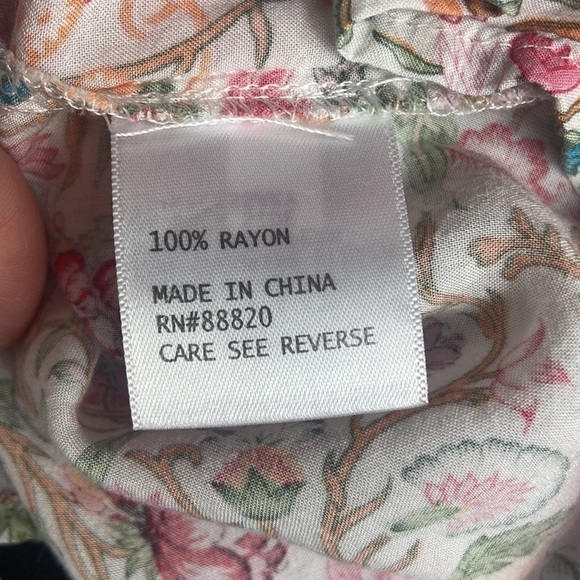 100% RAYON
MADE IN CHINA
RN#88820
CARE SEE REVERSE